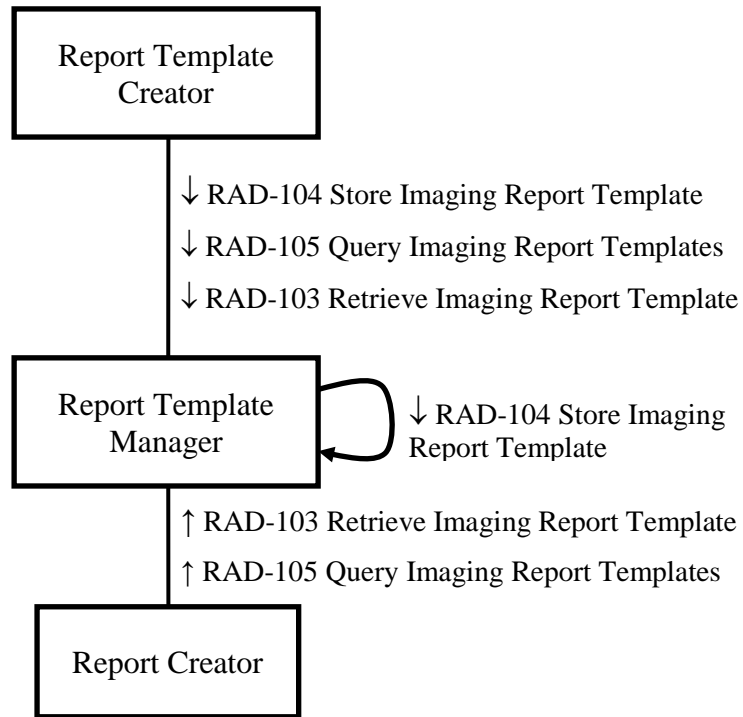 Report Template
Creator
↓ RAD-104 Store Imaging Report Template
↓ RAD-105 Query Imaging Report Templates
↓ RAD-103 Retrieve Imaging Report Template
Report Template
Manager
↓ RAD-104 Store Imaging
Report Template
↑ RAD-103 Retrieve Imaging Report Template
↑ RAD-105 Query Imaging Report Templates
Report Creator